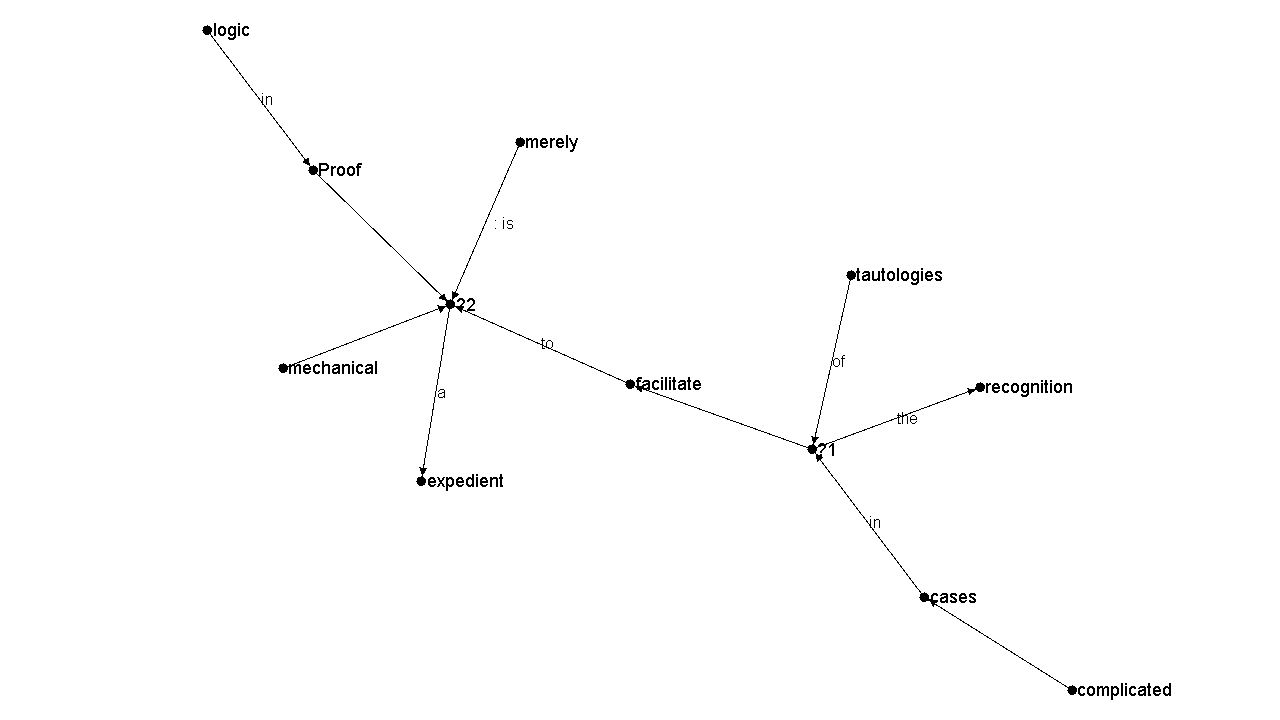 logic
in
merely
Proof
: is
tautologies
?2
to
of
mechanical
facilitate
recognition
a
the
?1
expedient
in
cases
complicated